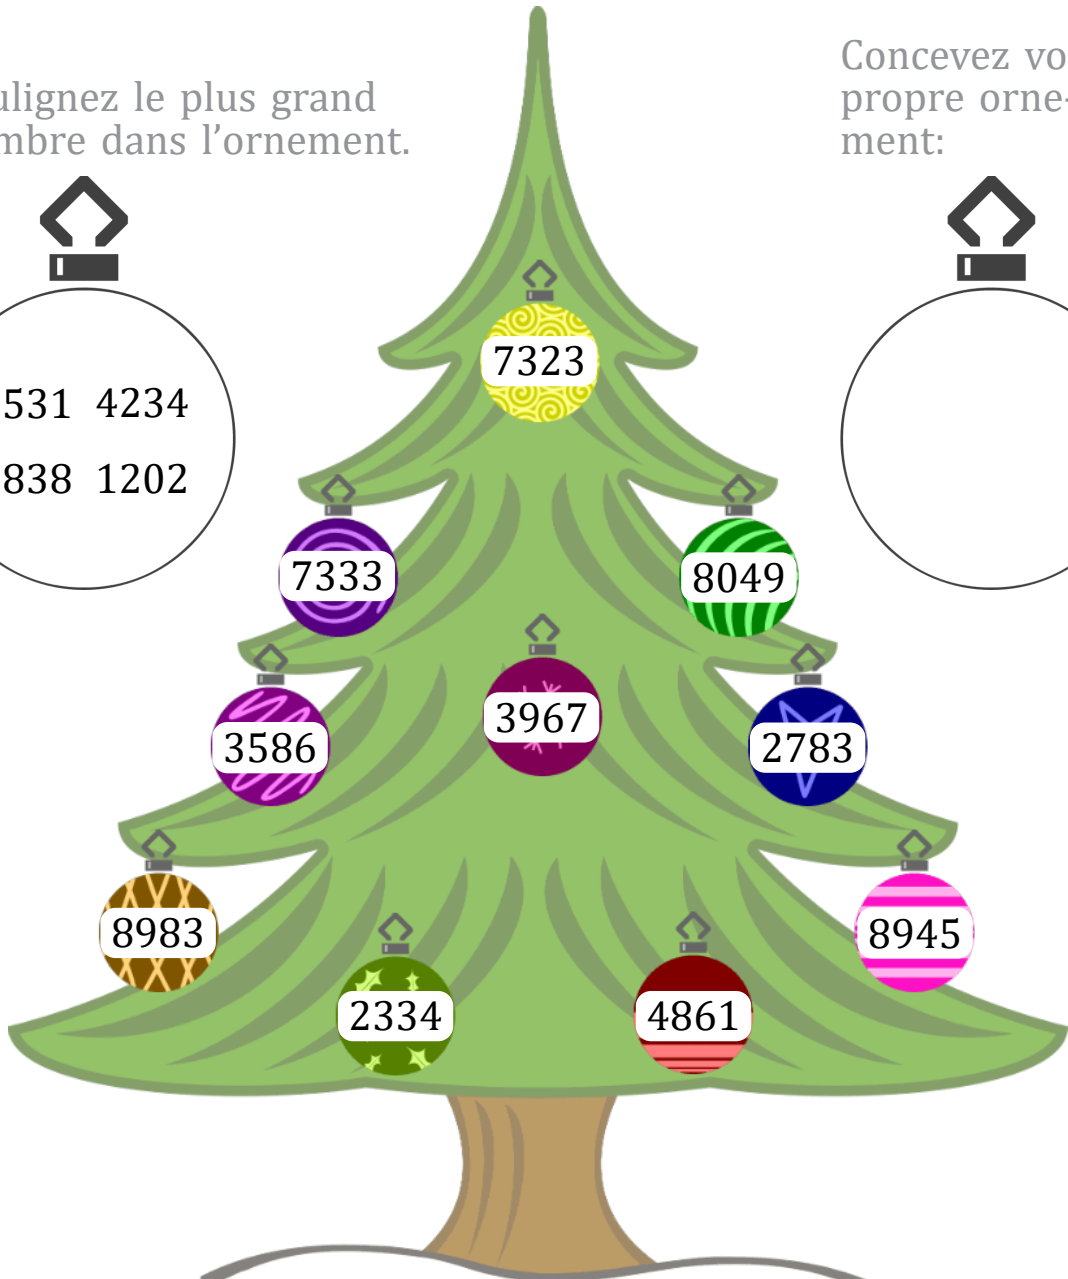 Concevez vo
ulignez le plus grand
propre orne-
mbre dans l'ornement.
ment:
7323
531 4234
838 1202
7333
8049
3967
3586
2783
8983
8945
2334
4861